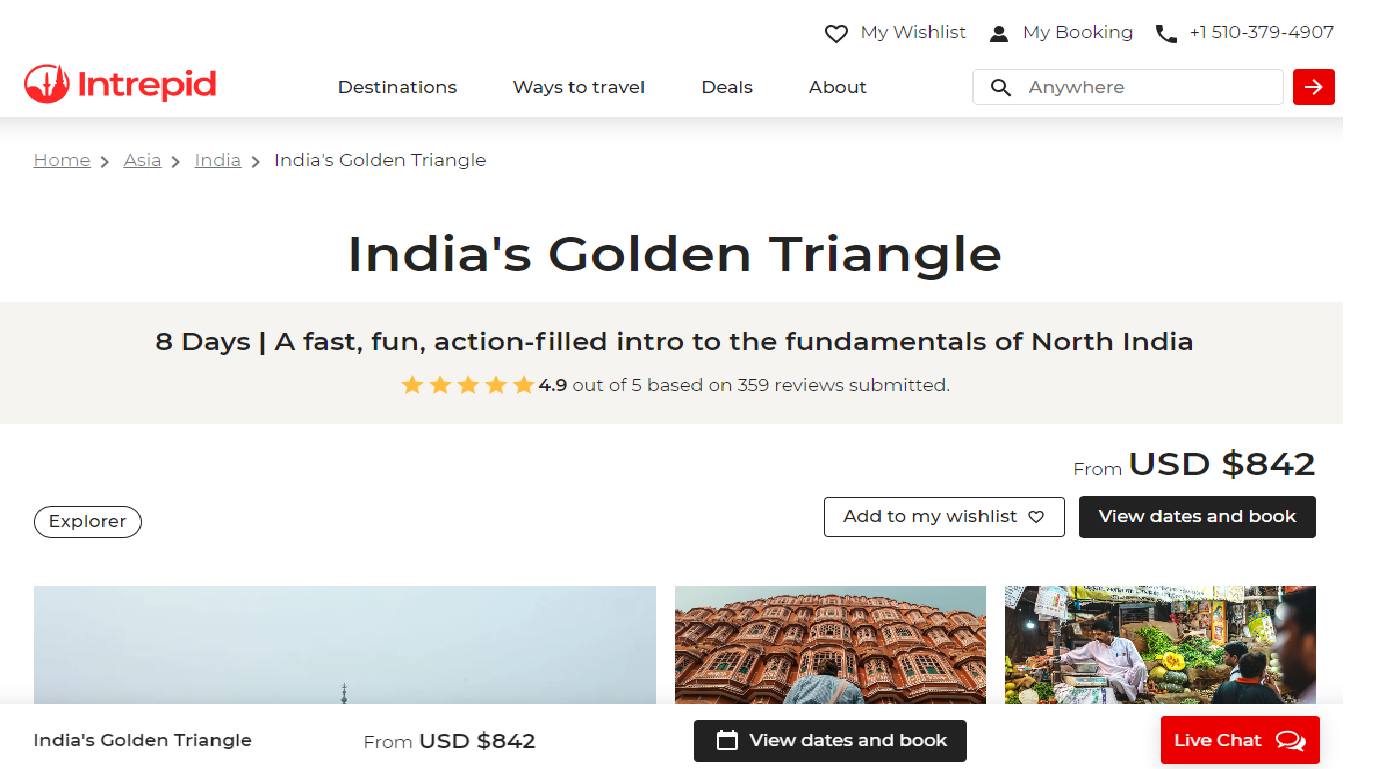 My Wishlist My Booking +1 510-379-4907
Intrepid Destinations Ways to travel Deals About Anywhere
Home > Asia > India > India's Golden Triangle
India's Golden Triangle
8 Days | A fast, fun, action-filled intro to the fundamentals of North India
4.9 out of 5 based on 359 reviews submitted.
From USD $842
Explorer Add to my wishlist View dates and book
India's Golden Triangle From USD $842 View dates and book Live Chat